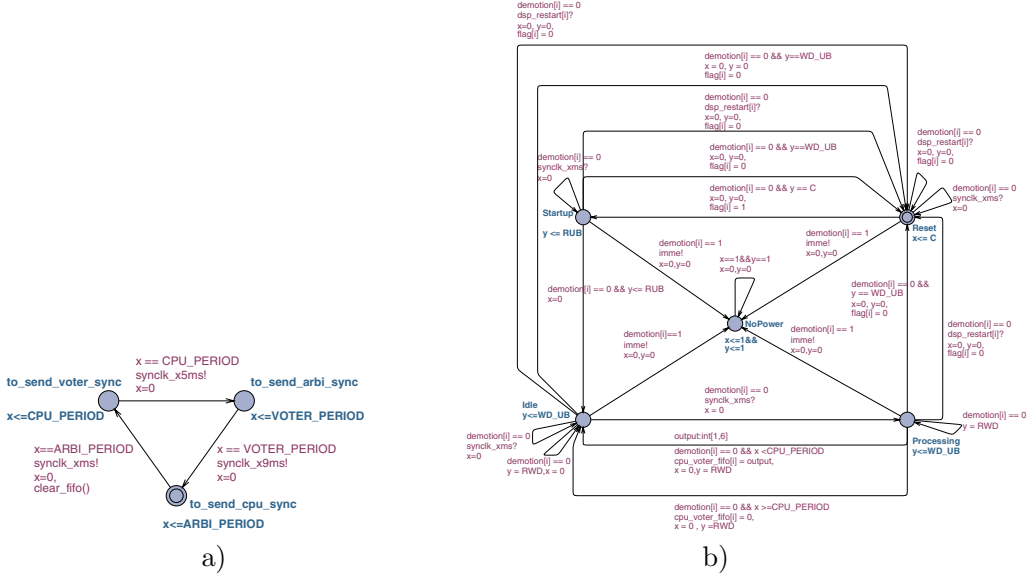 x == CPU_PERIOD
synclk_x5ms!
x=0
to_send_voter_sync
to_send_arbi_sync
x<=CPU_PERIOD
x<=VOTER_PERIOD
x==ARBI_PERIOD
synclk_xms!
x=0,
clear_fifo()
x == VOTER_PERIOD
synclk_x9ms!
x=0
to_send_cpu_sync
x<=ARBI_PERIOD
a)
demotion[i] == 0
dsp_restart[i]?
x=0, y=0,
flag[i] = 0
demotion[i] == 0 && y==WD_UB
x = 0, y = 0
flag[i] = 0
demotion[i] == 0
dsp_restart[i]?
x=0, y=0,
flag[i] = 0
demotion[i] == 0 && y==WD_UB
x=0, y=0,
flag[i] = 0
demotion[i] == 0 && y == C
x=0, y=0,
flag[i] = 1
demotion[i] == 0
synclk_xms?
x=0
demotion[i] == 0
dsp_restart[i]?
x=0, y=0,
flag[i] = 0
demotion[i] == 0
synclk_xms?
x=0
Startup
y <= RUB
Reset
x<= C
demotion[i] == 1
imme!
x=0,y=0
demotion[i] == 1
imme!
x=0,y=0
x==1&&y==1
x=0,y=0
demotion[i] == 0 && y<= RUB
x=0
demotion[i] == 0 &&
y == WD_UB
x=0, y=0,
flag[i] = 0
NoPower
x<=1&&
y<=1
demotion[i]==1
imme!
x=0,y=0
demotion[i] == 1
imme!
x=0,y=0
demotion[i] == 0
dsp_restart[i]?
x=0, y=0,
flag[i] = 0
demotion[i] == 0
synclk_xms?
x = 0
Idle
y<=WD_UB
demotion[i] == 0
synclk_xms?
x=0
demotion[i] == 0
y = RWD,x = 0
output:int[1,6]
demotion[i] == 0 && x <CPU_PERIOD
cpu_voter_fifo[i] = output,
x = 0,y = RWD
demotion[i] == 0
y = RWD
Processing
y<=WD_UB
demotion[i] == 0 && x >=CPU_PERIOD
cpu_voter_fifo[i] = 0,
x = 0 , y =RWD
b)